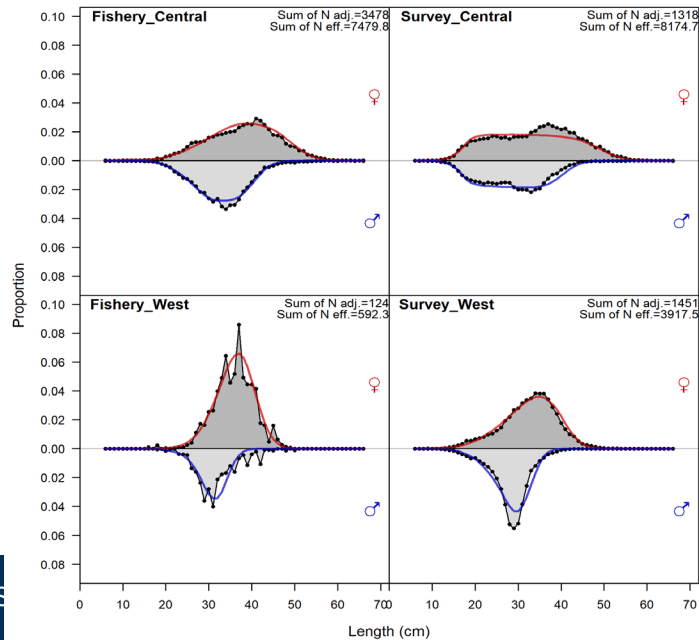 Fishery_Central
Sum of N adj.=3478
Sum of N eff.=7479.8
♀
♂
Survey_Central
Sum of N adj.=1318
Sum of N eff.=8174.7
♀
♂
0.10
0.08
0.06
0.04
0.02
0.00
0.02
0.04
0.06
0.08
Fishery_West
Sum of N adj.=124
Sum of N eff.=592.3
♀
♂
Survey_West
Sum of N adj.=1451
Sum of N eff.=3917.5
♀
♂
0.10
0.08
0.06
0.04
0.02
0.00
0.02
0.04
0.06
0.08
Proportion
0 10 20 30 40 50 60 70
10 20 30 40 50 60 70
Length (cm)